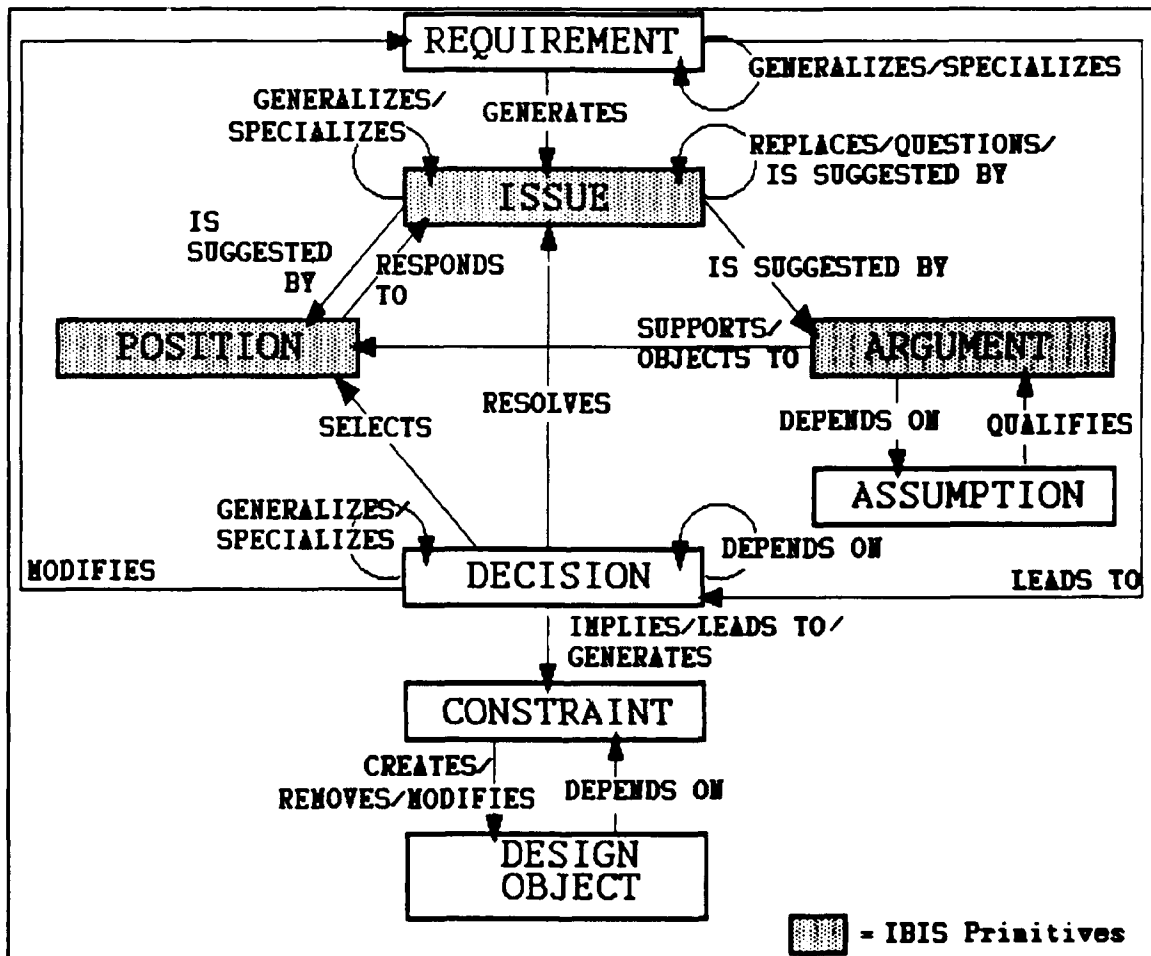 REQUIREMENT
GENERALIZES/SPECIALIZES
GENERATES
GENERALIZES/
SPECIALIZES
REPLACES/QUESTIONS/
IS SUGGESTED BY
ISSUE
IS
SUGGESTED
BY
RESPONDS
TO
IS SUGGESTED BY
POSITION
SUPPORTS/
OBJECTS TO
ARGUMENT
SELECTS
RESOLVES
DEPENDS ON
QUALIFIES
ASSUMPTION
GENERALIZES/
SPECIALIZES
DEPENDS ON
MODIFIES
DECISION
LEADS TO
IMPLIES/LEADS TO/
GENERATES
CONSTRAINT
CREATES/
REMOVES/MODIFIES
DEPENDS ON
DESIGN
OBJECT
= IBIS Primitives